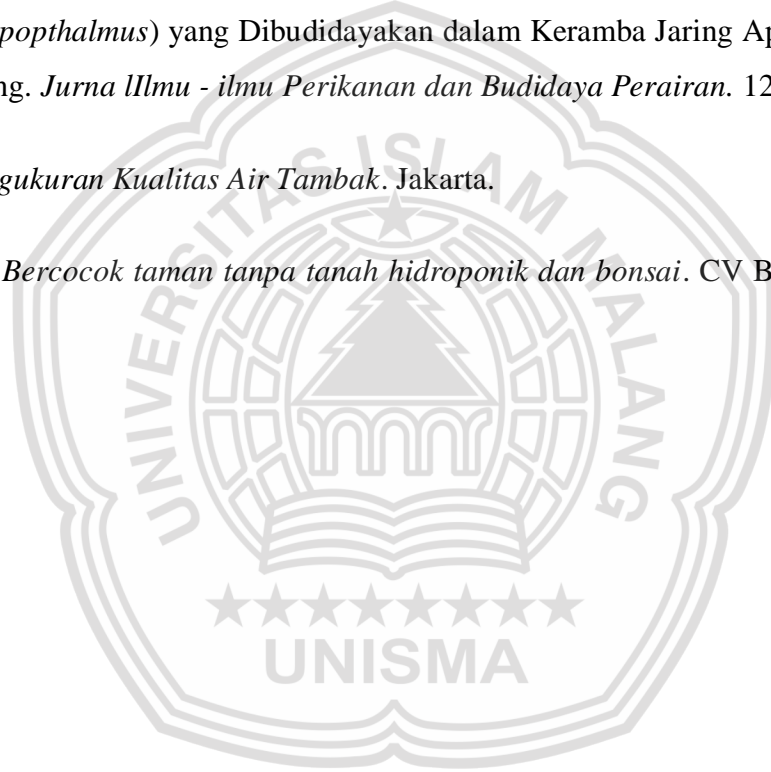 popthalmus) yang Dibudidayakan dalam Keramba Jaring Ap
ng. Jurna lIlmu - ilmu Perikanan dan Budidaya Perairan. 12
gukuran Kualitas Air Tambak. Jakarta.
Bercocok taman tanpa tanah hidroponik dan bonsai. CV B
UNIVERSITAS ISLAM MALANG
UNISMA